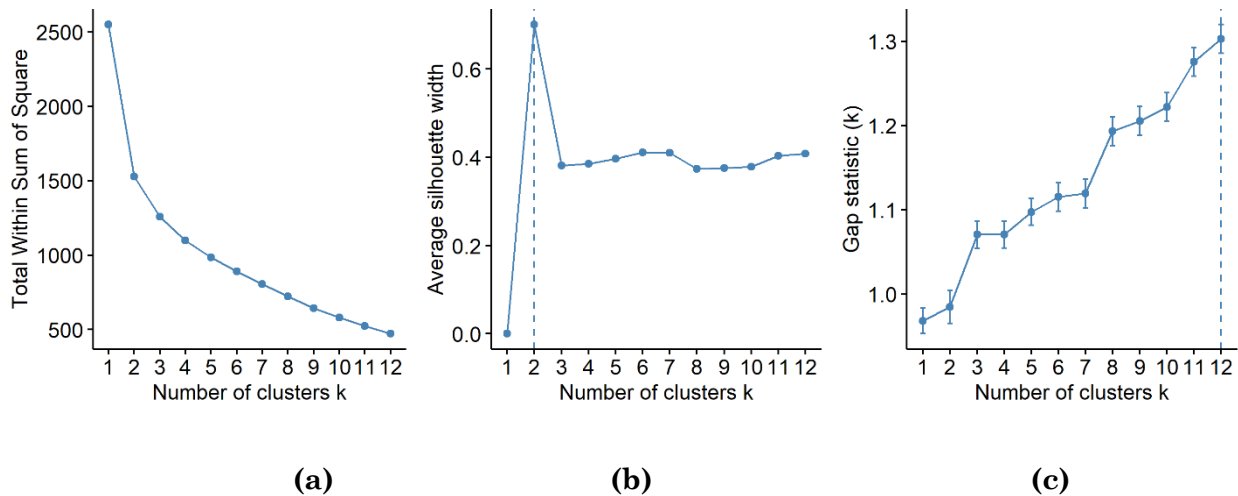 Total Within Sum of Square
2500
2000
1500
1000
500
1 2 3 4 5 6 7 8 9 10 11 12
Number of clusters k
(a)
Average silhouette width
0.6
0.4
0.2
0.0
1 2 3 4 5 6 7 8 9 10 11 12
Number of clusters k
(b)
Gap statistic (k)
1.3
1.2
1.1
1.0
1 2 3 4 5 6 7 8 9 10 11 12
Number of clusters k
(c)